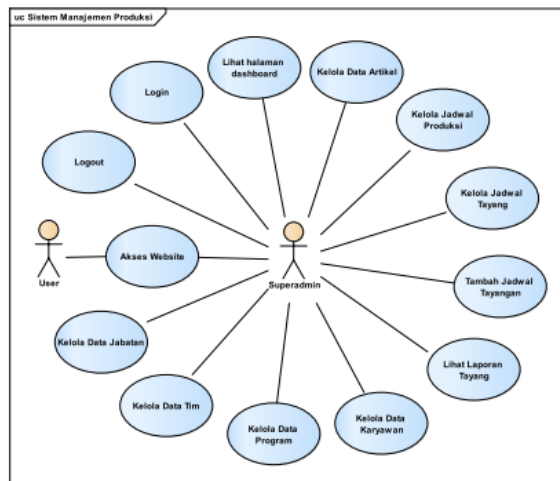 uc Sistem Manajemen Produksi
Lihat halaman
dashboard
Kelola Data Artikel
Login
Kelola Jadwal
Produksi
Logout
Kelola Jadwal
Tayang
User
Akses Website
Superadmin
Tambah Jadwal
Tayangan
Kelola Data Jabatan
Lihat Laporan
Tayang
Kelola Data Tim
Kelola Data
Program
Kelola Data
Karyawan